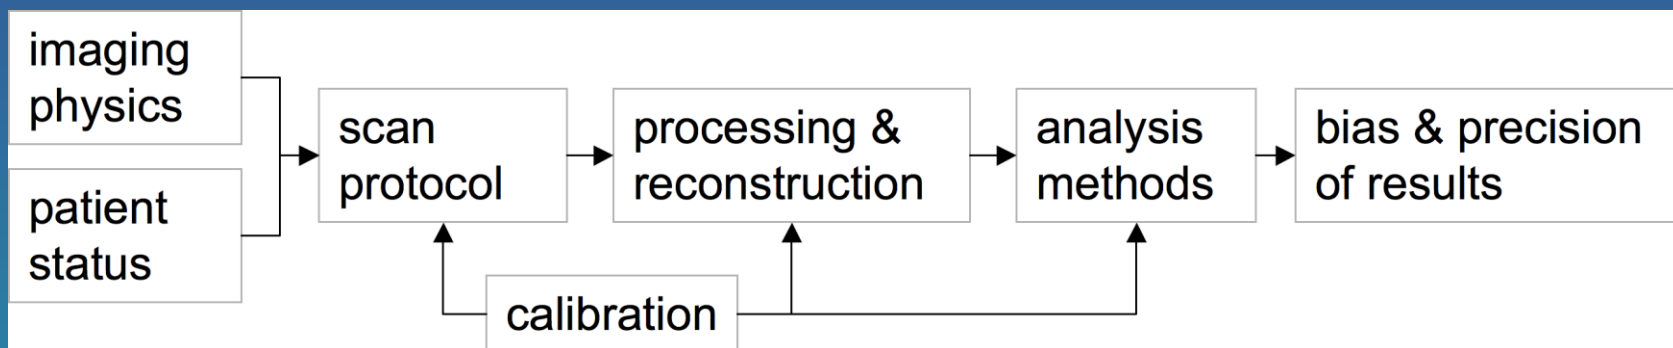 imaging
physics
patient
status
scan
protocol
processing &
reconstruction
analysis
methods
bias & precision
of results
calibration